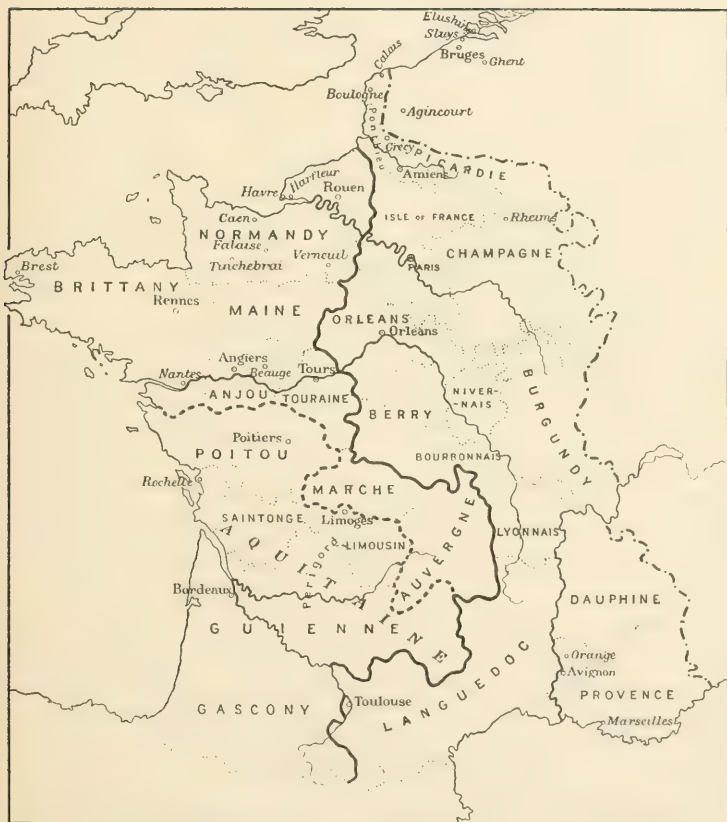 Elushing
Sluys
Bruges
Ghent
Calais
Boulogne
Ponthieu
Agincourt
Crécy
PICARDIE
Amiens
Harfleur
Havre
Rouen
ISLE OF FRANCE
Rheims
Caen
NORMANDY
CHAMPAGNE
Falaise
Verneuil
PARIS
Tinchebrai
Brest
BRITTANY
Rennes
MAINE
ORLEANS
Orleans
Angiers
Nantes
Beauge
Tours
ANJOU
TOURAINE
BERRY
NIVER-
-NAIS
BURGUNDY
Poitiers
POITOU
BOURBONNAIS
Rochelle
MARCHE
SAINTONGE
Limoges
LYONNAIS
AQUITAINE
Perigord
LIMOUSIN
AUVERGNE
Bordeaux
DAUPHINE
GUIENNE
Orange
Avignon
LANGUEDOC
PROVENCE
GASCONY
Toulouse
Marseilles